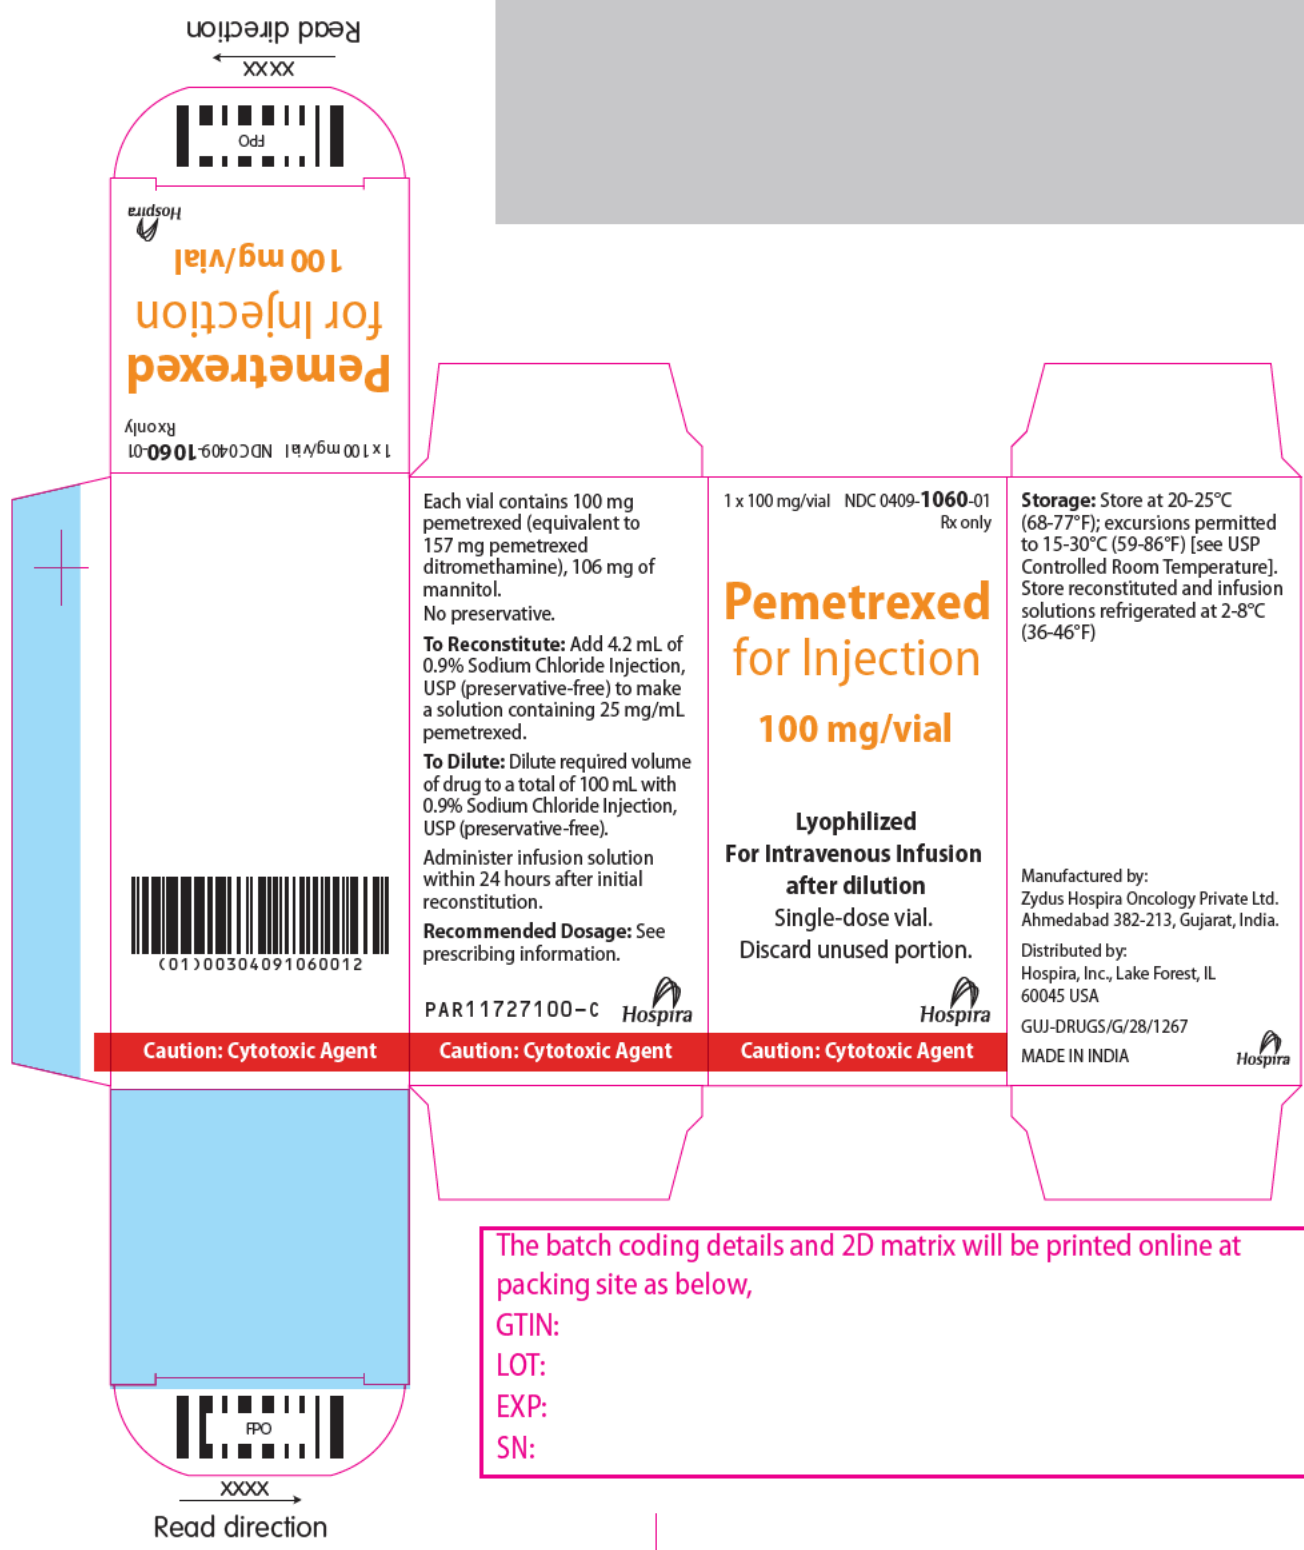 Read direction
XXXX
FPO
Hospira
100 mg/vial
for Injection
Pemetrexed
Rx only
1 x 100 mg/vial NDC 0409-1060-01
(01)00304091060012
Caution: Cytotoxic Agent
Each vial contains 100 mg
pemetrexed (equivalent to
157 mg pemetrexed
ditromethamine), 106 mg of
mannitol.
No preservative.
To Reconstitute: Add 4.2 mL of
0.9% Sodium Chloride Injection,
USP (preservative-free) to make
a solution containing 25 mg/mL
pemetrexed.
To Dilute: Dilute required volume
of drug to a total of 100 mL with
0.9% Sodium Chloride Injection,
USP (preservative-free).
Administer infusion solution
within 24 hours after initial
reconstitution.
Recommended Dosage: See
prescribing information.
PAR11727100-C
Hospira
Caution: Cytotoxic Agent
1 x 100 mg/vial NDC 0409-1060-01
Rx only
Pemetrexed
for Injection
100 mg/vial
Lyophilized
For Intravenous Infusion
after dilution
Single-dose vial.
Discard unused portion.
Hospira
Caution: Cytotoxic Agent
Storage: Store at 20-25°C
(68-77°F); excursions permitted
to 15-30°C (59-86°F) [see USP
Controlled Room Temperature].
Store reconstituted and infusion
solutions refrigerated at 2-8°C
(36-46°F)
Manufactured by:
Zydus Hospira Oncology Private Ltd.
Ahmedabad 382-213, Gujarat, India.
Distributed by:
Hospira, Inc., Lake Forest, IL
60045 USA
GUJ-DRUGS/G/28/1267
MADE IN INDIA
Hospira
The batch coding details and 2D matrix will be printed online at
packing site as below,
GTIN:
LOT:
EXP:
SN:
FPO
XXXX
Read direction